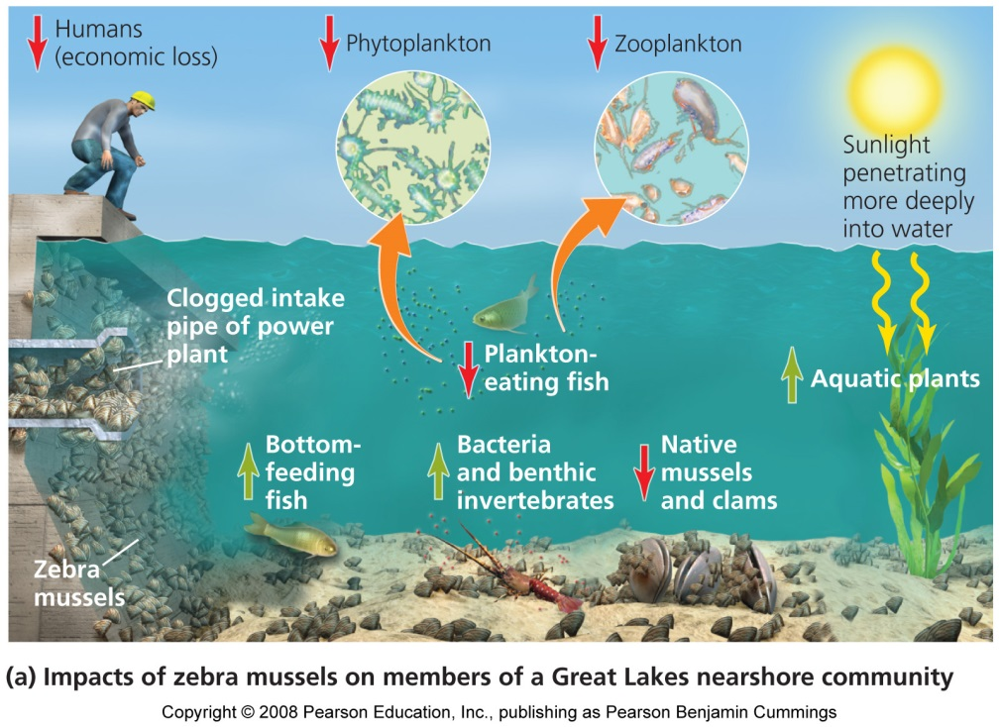 Humans
(economic loss)
Phytoplankton
Zooplankton
Sunlight
penetrating
more deeply
into water
Clogged intake
pipe of power
plant
Plankton-
eating fish
Aquatic plants
Bottom-
feeding
fish
Bacteria
and benthic
invertebrates
Native
mussels
and clams
Zebra
mussels
(a) Impacts of zebra mussels on members of a Great Lakes nearshore community
Copyright © 2008 Pearson Education, Inc., publishing as Pearson Benjamin Cummings